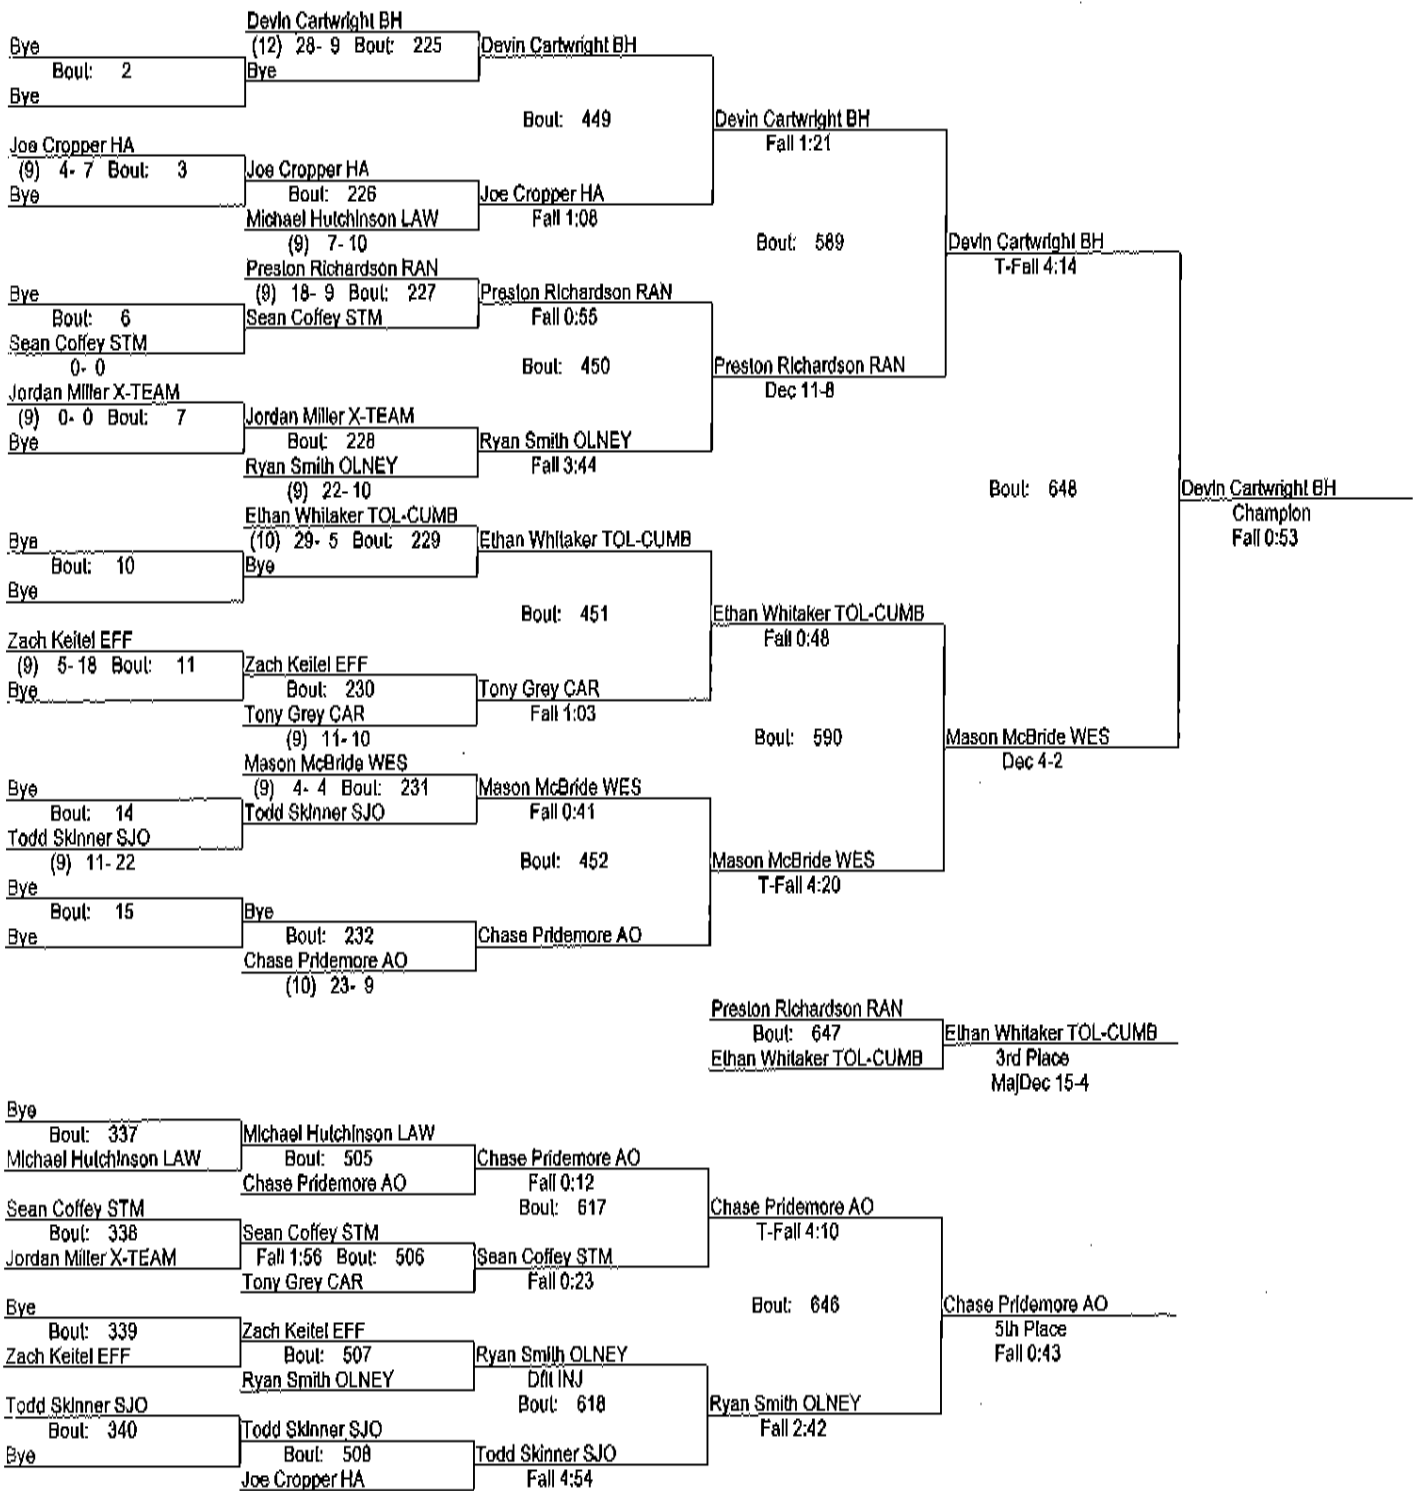 Devin Cartwright BH
Bye
(12) 28- 9 Bout: 225
Devin Cartwright BH
Bout: 2
Bye
Bye
Bout: 449
Devin Cartwright BH
Fall 1:21
Joe Cropper HA
(9) 4- 7 Bout: 3
Joe Cropper HA
Bye
Bout: 226
Joe Cropper HA
Michael Hutchinson LAW
Fall 1:08
(9) 7- 10
Bout: 589
Devin Cartwright BH
T-Fall 4:14
Preston Richardson RAN
Bye
(9) 18- 9 Bout: 227
Preston Richardson RAN
Bout: 6
Sean Coffey STM
Fall 0:55
Sean Coffey STM
0- 0
Bout: 450
Preston Richardson RAN
Dec 11-8
Jordan Miller X-TEAM
(9) 0- 0 Bout: 7
Jordan Miller X-TEAM
Bye
Bout: 228
Ryan Smith OLNEY
Ryan Smith OLNEY
Fall 3:44
(9) 22- 10
Bout: 648
Devin Cartwright BH
Champion
Fall 0:53
Ethan Whitaker TOL-CUMB
Bye
(10) 29- 5 Bout: 229
Ethan Whitaker TOL-CUMB
Bout: 10
Bye
Bye
Bout: 451
Ethan Whitaker TOL-CUMB
Fall 0:48
Zach Keitel EFF
(9) 5- 18 Bout: 11
Zach Keitel EFF
Bye
Bout: 230
Tony Grey CAR
Tony Grey CAR
Fall 1:03
(9) 11- 10
Bout: 590
Mason McBride WES
Dec 4-2
Mason McBride WES
Bye
(9) 4- 4 Bout: 231
Mason McBride WES
Bout: 14
Todd Skinner SJO
Fall 0:41
Todd Skinner SJO
(9) 11- 22
Bout: 452
Mason McBride WES
T-Fall 4:20
Bye
Bout: 15
Bye
Bye
Bout: 232
Chase Pridemore AO
Chase Pridemore AO
(10) 23- 9
Preston Richardson RAN
Bout: 647
Ethan Whitaker TOL-CUMB
Ethan Whitaker TOL-CUMB
3rd Place
MajDec 15-4
Bye
Bout: 337
Michael Hutchinson LAW
Michael Hutchinson LAW
Bout: 505
Chase Pridemore AO
Chase Pridemore AO
Fall 0:12
Bout: 617
Chase Pridemore AO
T-Fall 4:10
Sean Coffey STM
Bout: 338
Sean Coffey STM
Jordan Miller X-TEAM
Fall 1:56 Bout: 506
Sean Coffey STM
Tony Grey CAR
Fall 0:23
Bout: 646
Chase Pridemore AO
5th Place
Fall 0:43
Bye
Bout: 339
Zach Keitel EFF
Zach Keitel EFF
Bout: 507
Ryan Smith OLNEY
Ryan Smith OLNEY
Dflt INJ
Bout: 618
Ryan Smith OLNEY
Fall 2:42
Todd Skinner SJO
Bout: 340
Todd Skinner SJO
Bye
Bout: 508
Todd Skinner SJO
Joe Cropper HA
Fall 4:54